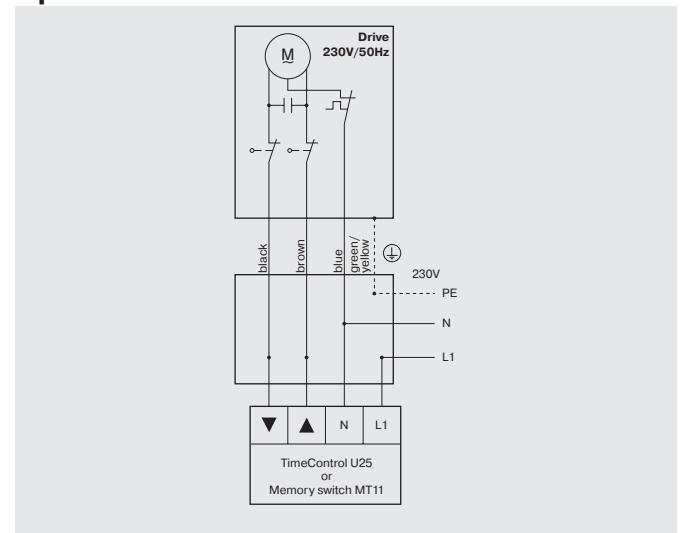 Drive
230V/50Hz
M
black
brown
blue
green/
yellow
230V
PE
N
L1
N
L1
TimeControl U25
or
Memory switch MT11